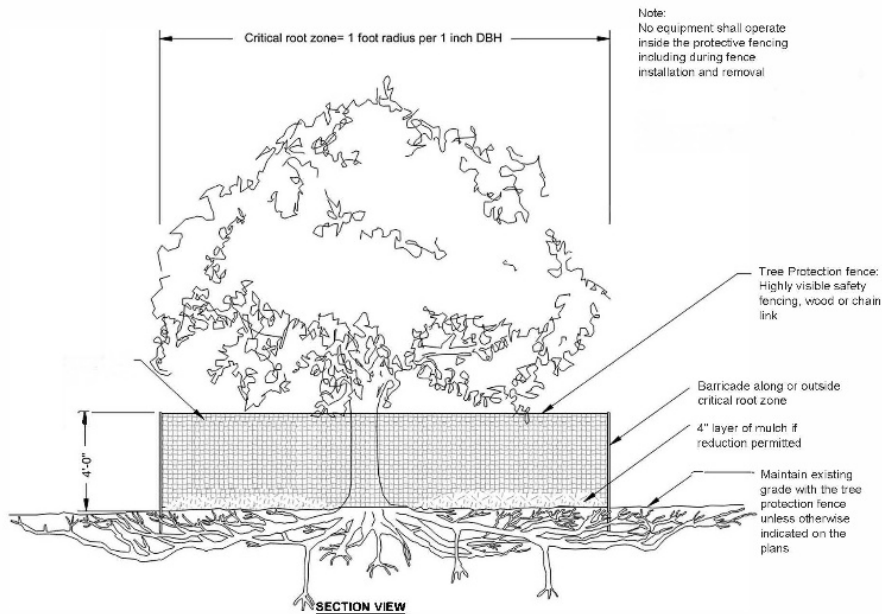 Note:
No equipment shall operate
inside the protective fencing
including during fence
installation and removal
Critical root zone= 1 foot radius per 1 inch DBH
Tree Protection fence:
Highly visible safety
fencing, wood or chain
link
Barricade along or outside
critical root zone
4" layer of mulch if
reduction permitted
4'-0"
Maintain existing
grade with the tree
protection fence
unless otherwise
indicated on the
plans
SECTION VIEW